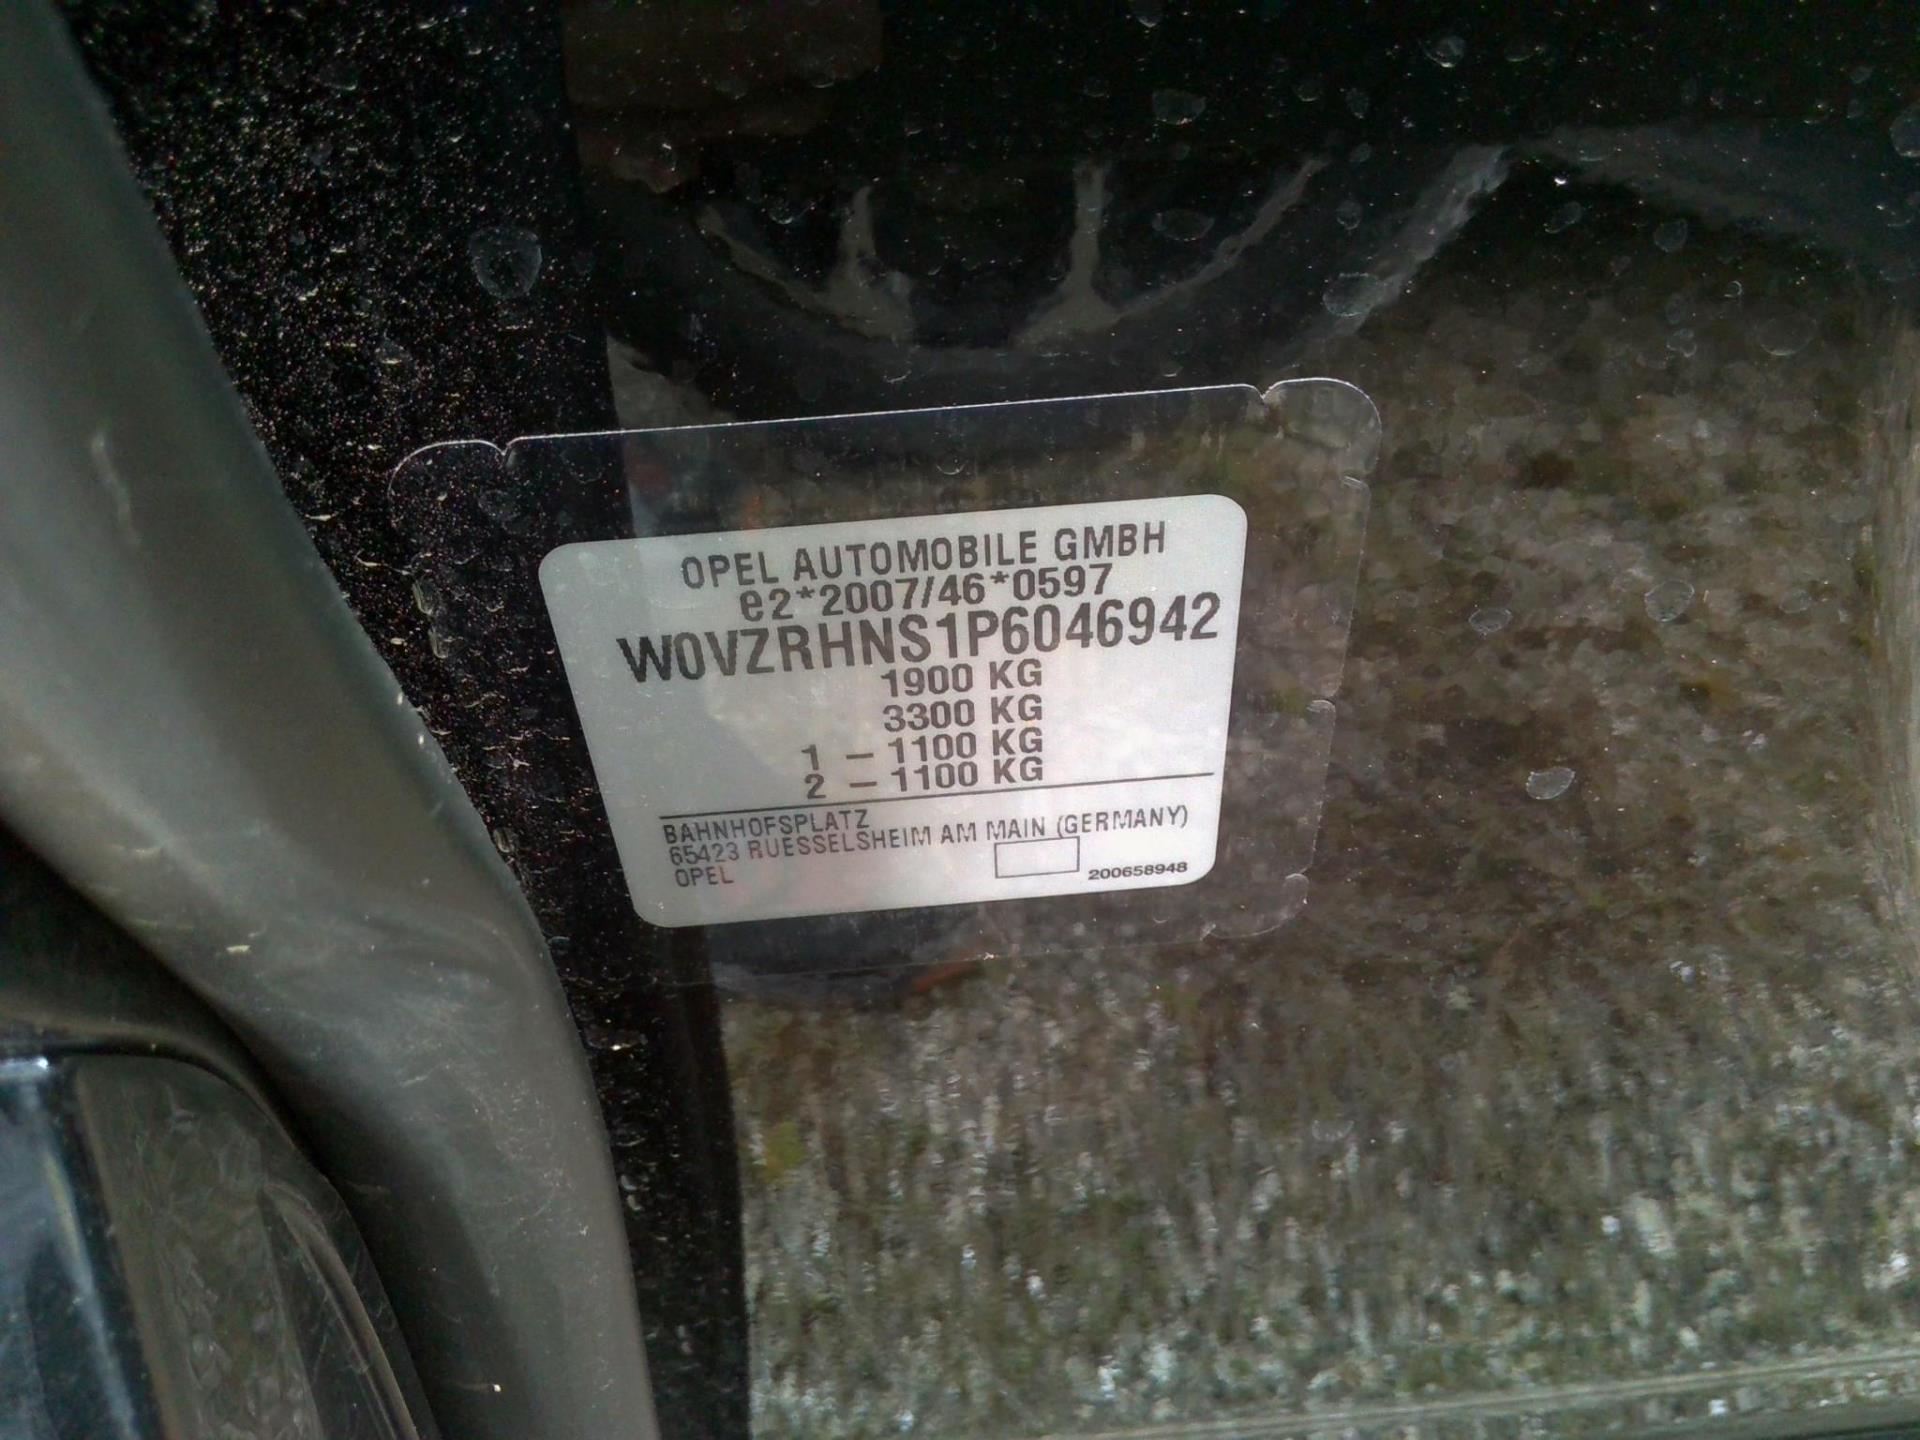 OPEL AUTOMOBILE GMBH
e2*2007/46*0597
W0VZRHNS1P6046942
1900 KG
3300 KG
1 – 1100 KG
2 – 1100 KG
BAHNHOFSPLATZ
65423 RUESSELSHEIM AM MAIN (GERMANY)
OPEL
200658948